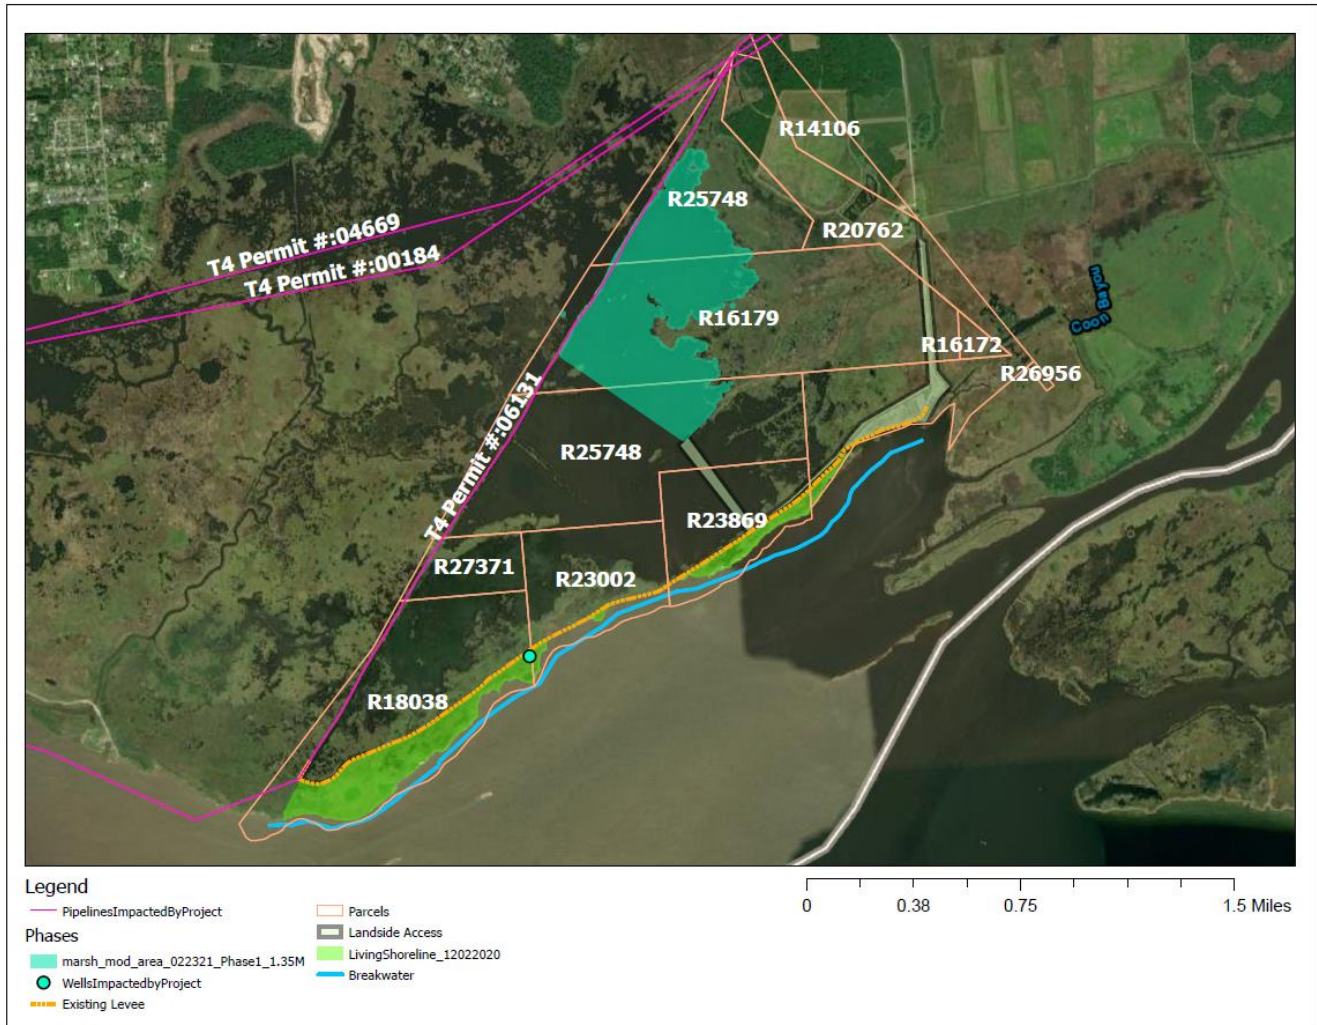 R14106
R25748
R20762
T4 Permit #:04669
T4 Permit #:00184
Coon Bayou
R16179
R16172
R26956
T4 Permit #:06131
R25748
R23869
R27371
R23002
R18038
Legend
PipelinesImpactedByProject
Phases
marsh_mod_area_022321_Phase1_1.35M
WellsImpactedbyProject
Existing Levee
Parcels
Landside Access
LivingShoreline_12022020
Breakwater
0 0.38 0.75 1.5 Miles